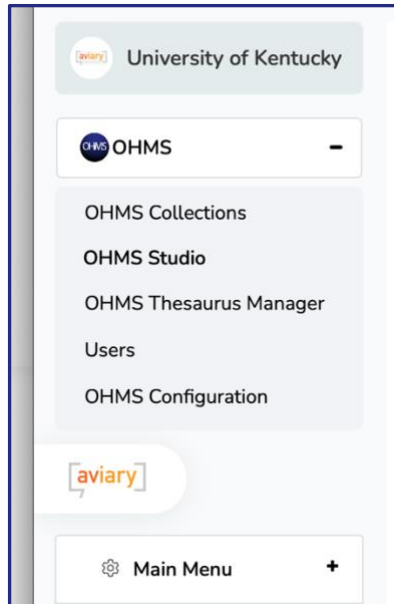 aviary University of Kentucky
OHMS OHMS −
OHMS Collections
OHMS Studio
OHMS Thesaurus Manager
Users
OHMS Configuration
[aviary]
Main Menu +